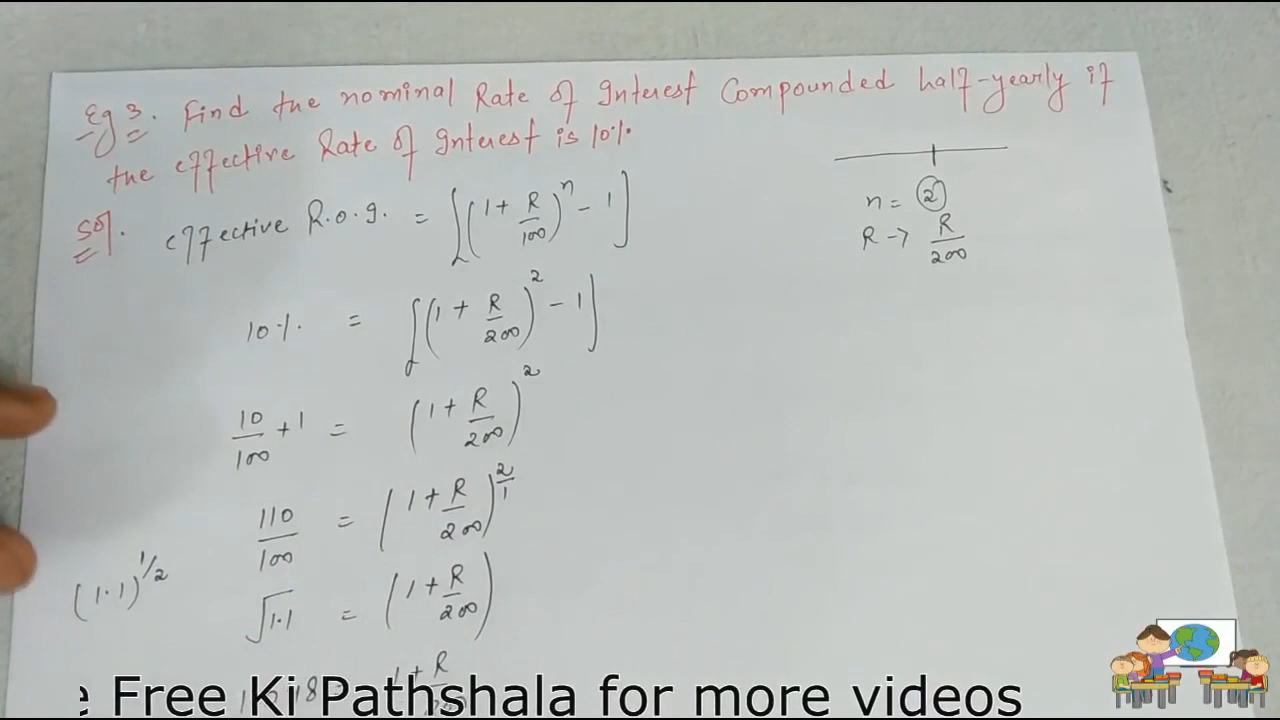 Eg 3. Find the nominal Rate of Interest Compounded half-yearly if
the effective Rate of Interest is 10%.
Sol. effective R.o.I. = [(1 + R/100)^n - 1]
n = 2
R → R/200
10% = [(1 + R/200)^2 - 1]
10/100 + 1 = (1 + R/200)^2
110/100 = (1 + R/200)^2/1
(1.1)^1/2
√1.1 = (1 + R/200)
1 + R
Free Ki Pathshala for more videos